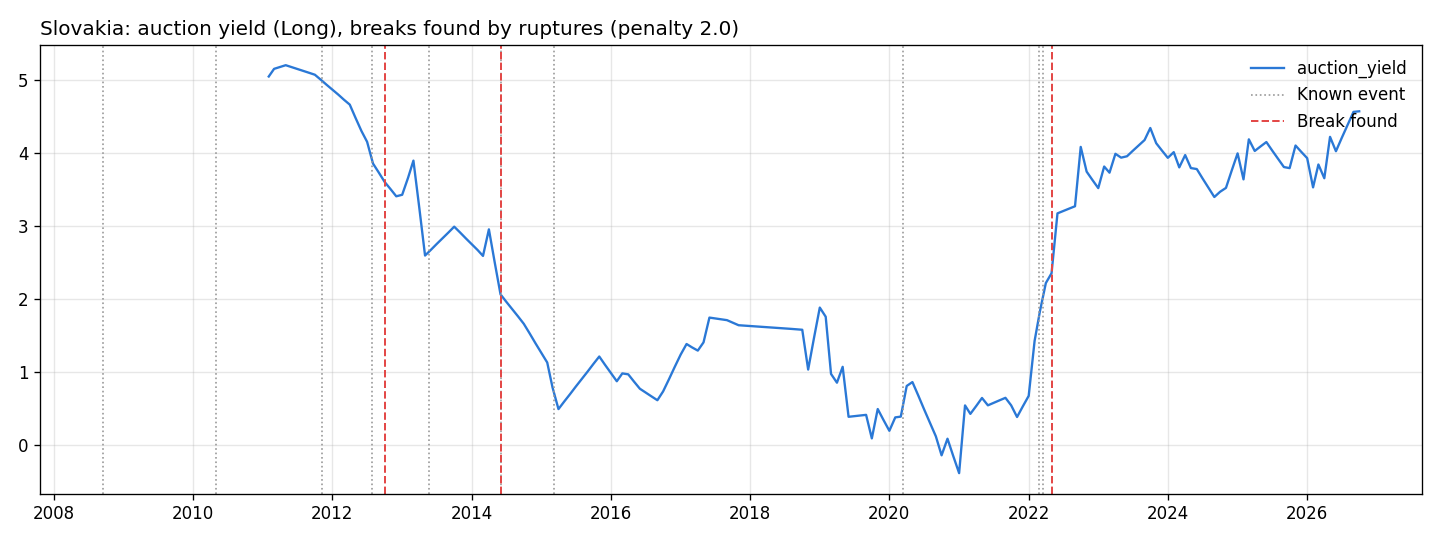 Slovakia: auction yield (Long), breaks found by ruptures (penalty 2.0)
auction_yield
Known event
Break found
5
4
3
2
1
0
2008 2010 2012 2014 2016 2018 2020 2022 2024 2026